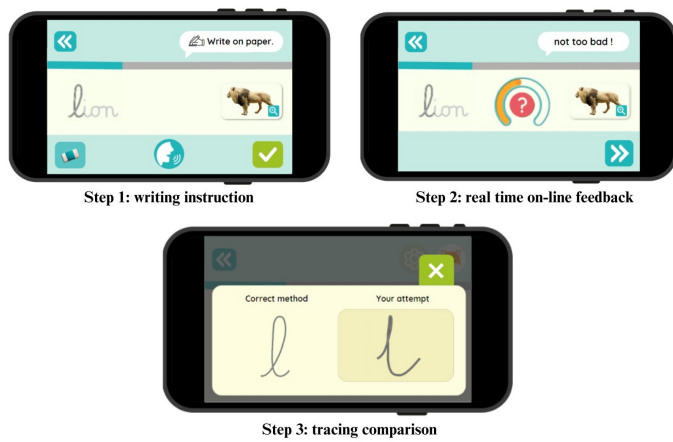 Write on paper.
lion
Step 1: writing instruction
not too bad !
lion
?
Step 2: real time on-line feedback
Correct method
Your attempt
l
l
Step 3: tracing comparison